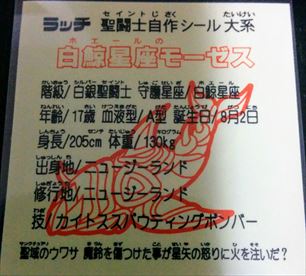 ラッチ 聖闘士自作シール 大系
白鯨星座モーゼス
階級/白銀聖闘士 守護星座/白鯨星座
年齢/17歳 血液型/A型 誕生日/8月2日
身長/205cm 体重/130kg
出身地/ニュージーランド
修行地/ニュージーランド
技/カイトススパウティングボンバー
聖域のウワサ 魔鈴を傷つけた事が星矢の怒りに火を注いだ?